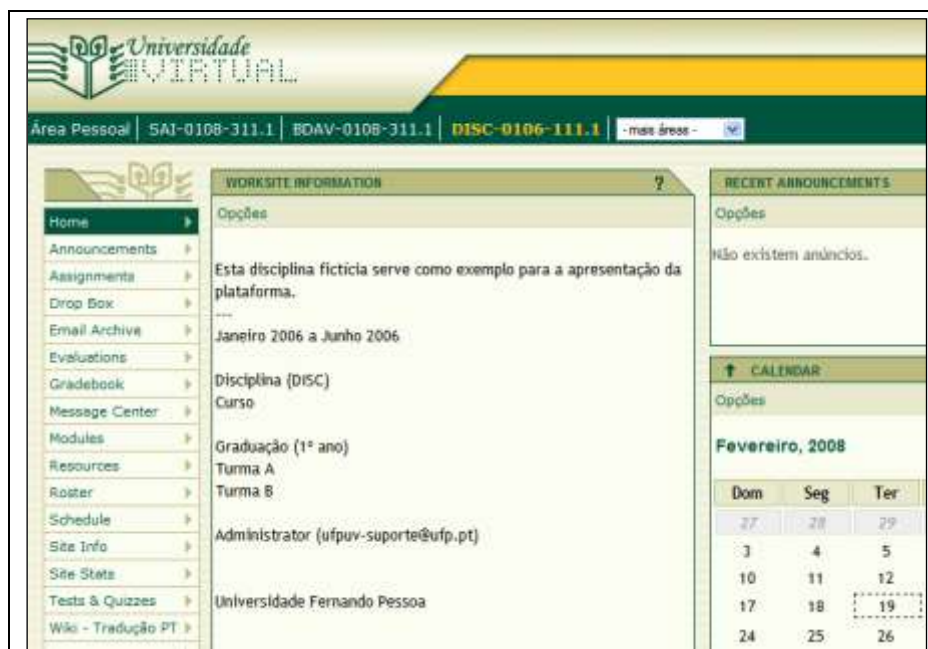 Universidade
VIRTUAL
Área Pessoal | SAI-0108-311.1 | BDAV-0108-311.1 | DISC-0106-111.1 | - mais áreas -
Home
Announcements
Assignments
Drop Box
Email Archive
Evaluations
Gradebook
Message Center
Modules
Resources
Roster
Schedule
Site Info
Site Stats
Tests & Quizzes
Wiki - Tradução PT
WORKSITE INFORMATION ?
Opções
Esta disciplina fictícia serve como exemplo para a apresentação da
plataforma.
---
Janeiro 2006 a Junho 2006
Disciplina (DISC)
Curso
Graduação (1º ano)
Turma A
Turma B
Administrator (ufpuv-suporte@ufp.pt)
Universidade Fernando Pessoa
RECENT ANNOUNCEMENTS
Opções
Não existem anúncios.
CALENDAR
Opções
Fevereiro, 2008
Dom Seg Ter
27 28 29
3 4 5
10 11 12
17 18 19
24 25 26